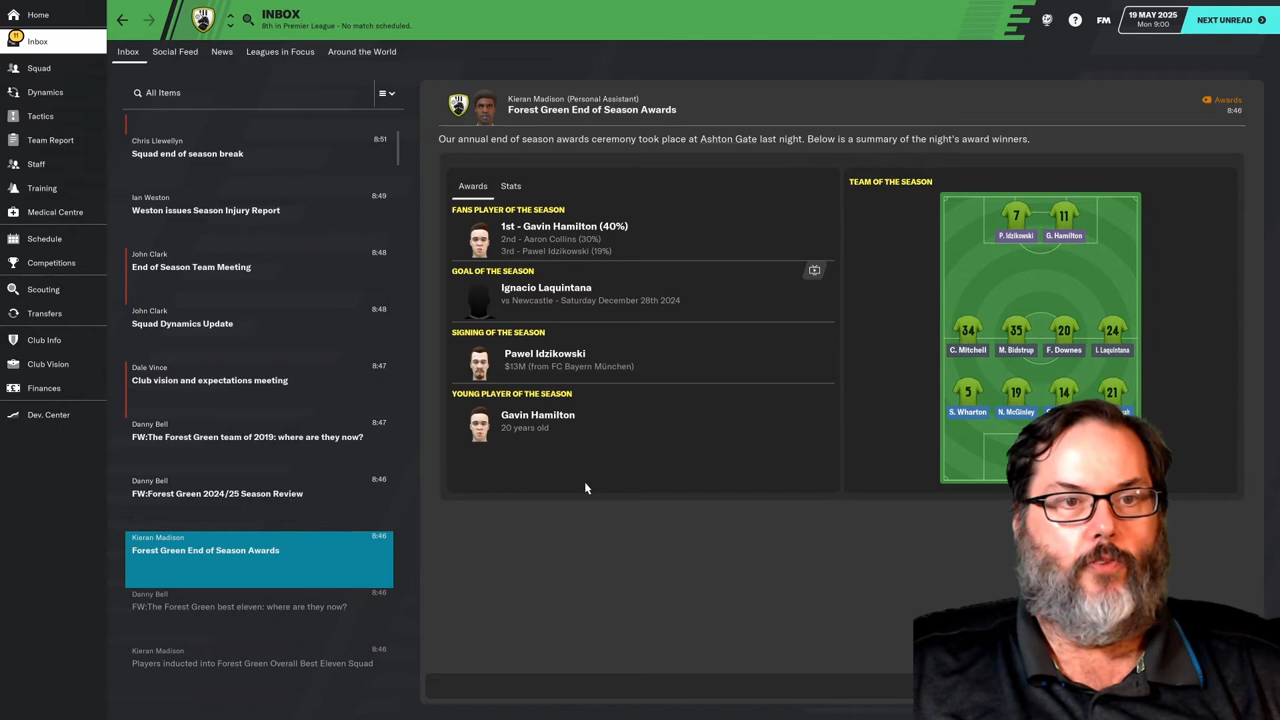 Home
Inbox
11
Squad
Dynamics
Tactics
Team Report
Staff
Training
Medical Centre
Schedule
Competitions
Scouting
Transfers
Club Info
Club Vision
Finances
Dev. Center
INBOX
8th in Premier League - No match scheduled.
FM
19 MAY 2025
Mon 9:00
NEXT UNREAD
Inbox
Social Feed
News
Leagues in Focus
Around the World
All Items
Chris Llewellyn 8:51
Squad end of season break
Ian Weston 8:49
Weston issues Season Injury Report
John Clark 8:48
End of Season Team Meeting
John Clark 8:48
Squad Dynamics Update
Dale Vince 8:47
Club vision and expectations meeting
Danny Bell 8:47
FW:The Forest Green team of 2019: where are they now?
Danny Bell 8:46
FW:Forest Green 2024/25 Season Review
Kieran Madison 8:46
Forest Green End of Season Awards
Danny Bell 8:46
FW:The Forest Green best eleven: where are they now?
Kieran Madison 8:46
Players inducted into Forest Green Overall Best Eleven Squad
Kieran Madison (Personal Assistant)
Forest Green End of Season Awards
Awards
8:46
Our annual end of season awards ceremony took place at Ashton Gate last night. Below is a summary of the night's award winners.
Awards Stats
FANS PLAYER OF THE SEASON
1st - Gavin Hamilton (40%)
2nd - Aaron Collins (30%)
3rd - Pawel Idzikowski (19%)
GOAL OF THE SEASON
Ignacio Laquintana
vs Newcastle - Saturday December 28th 2024
SIGNING OF THE SEASON
Pawel Idzikowski
$13M (from FC Bayern München)
YOUNG PLAYER OF THE SEASON
Gavin Hamilton
20 years old
TEAM OF THE SEASON
7 11
P. Idzikowski G. Hamilton
34 35 20 24
C. Mitchell M. Bidstrup F. Downes I. Laquintana
5 19 14 21
S. Wharton N. McGinley